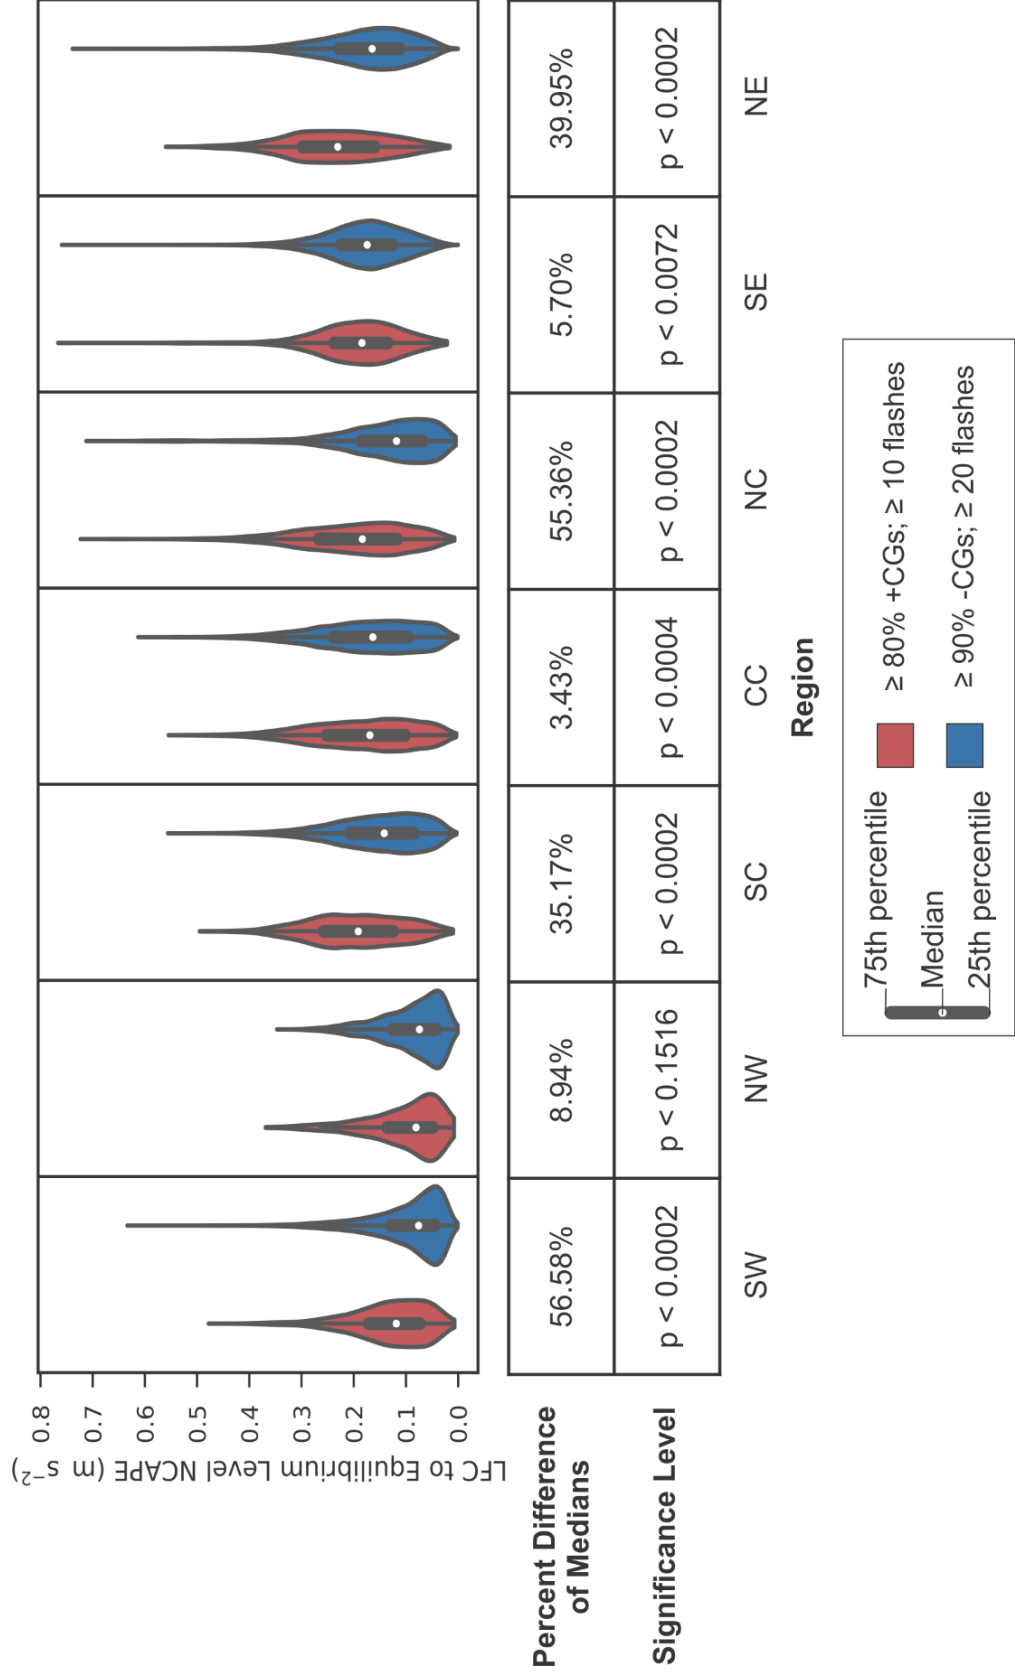 0.8
0.7
0.6
0.5
0.4
0.3
0.2
0.1
0.0
LFC to Equilibrium Level NCAPE (m s⁻²)
Percent Difference
of Medians
56.58%
8.94%
35.17%
3.43%
55.36%
5.70%
39.95%
Significance Level
p < 0.0002
p < 0.1516
p < 0.0002
p < 0.0004
p < 0.0002
p < 0.0072
p < 0.0002
SW
NW
SC
CC
NC
SE
NE
Region
75th percentile
Median
25th percentile
≥ 80% +CGs; ≥ 10 flashes
≥ 90% -CGs; ≥ 20 flashes